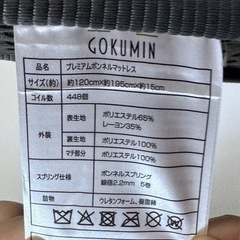 GOKUMIN
品名 プレミアムボンネルマットレス
サイズ(約) 約120cm×約195cm×約15cm
コイル数 448個
外装 表生地 ポリエステル65%
レーヨン35%
裏生地 ポリエステル100%
マチ部分 ポリエステル100%
スプリング仕様 ボンネルスプリング
線径2.2mm 5巻
詰物 ウレタンフォーム、